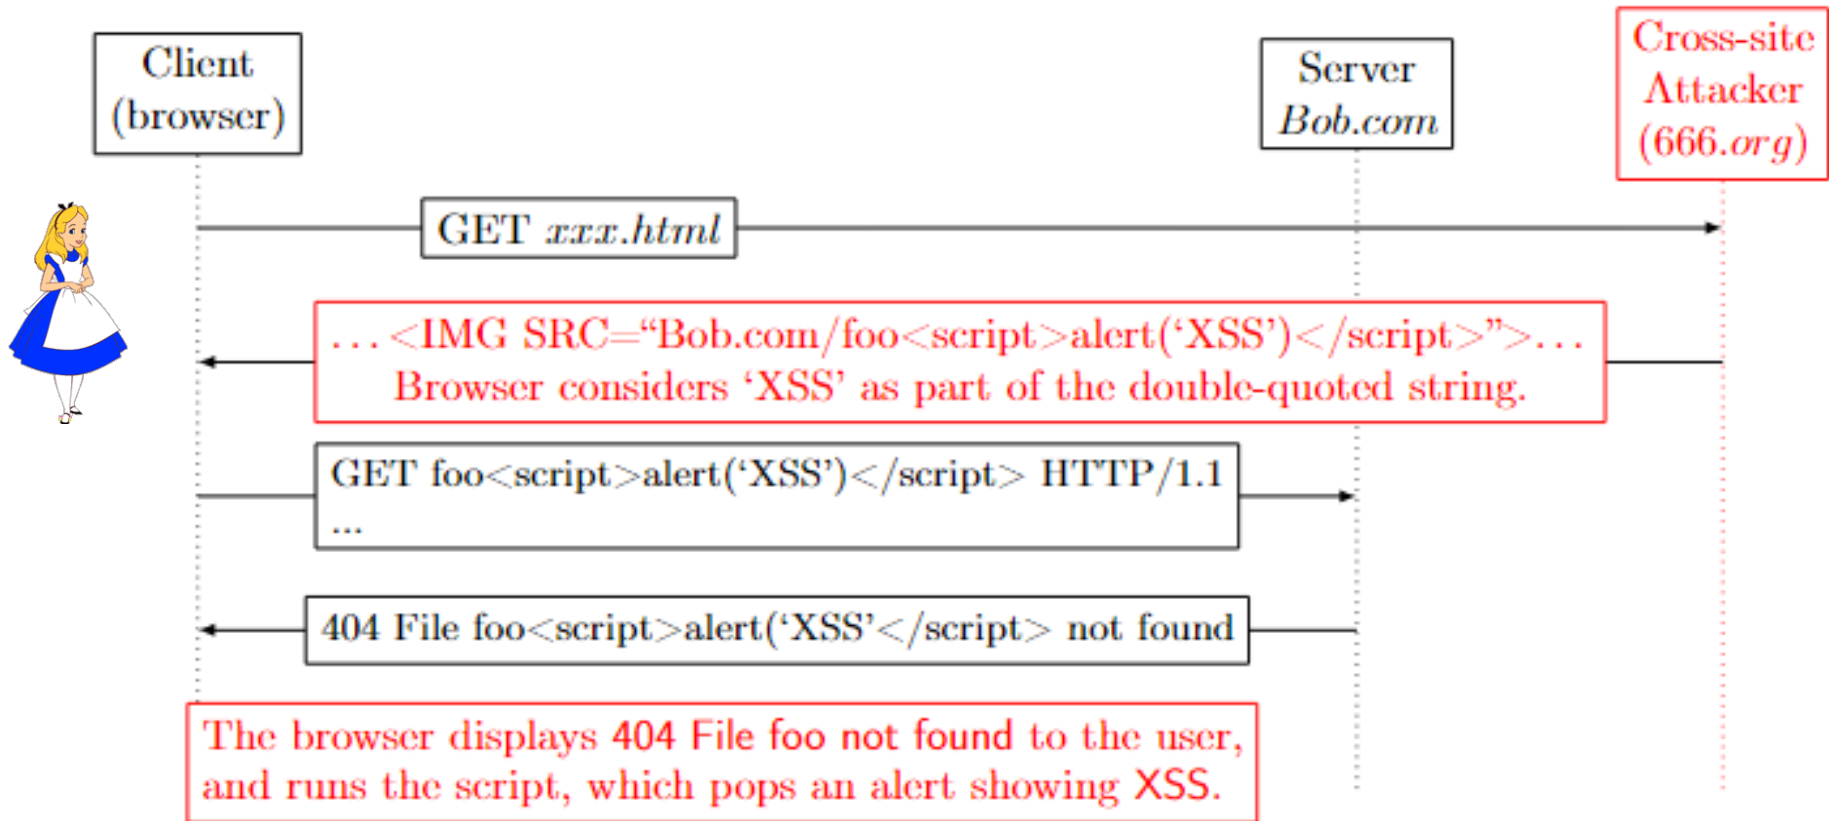 Client
(browser)
Server
Bob.com
Cross-site
Attacker
(666.org)
GET xxx.html
...<IMG SRC=“Bob.com/foo<script>alert(‘XSS’)</script>”>...
Browser considers ‘XSS’ as part of the double-quoted string.
GET foo<script>alert(‘XSS’)</script> HTTP/1.1
...
404 File foo<script>alert(‘XSS’</script> not found
The browser displays 404 File foo not found to the user,
and runs the script, which pops an alert showing XSS.